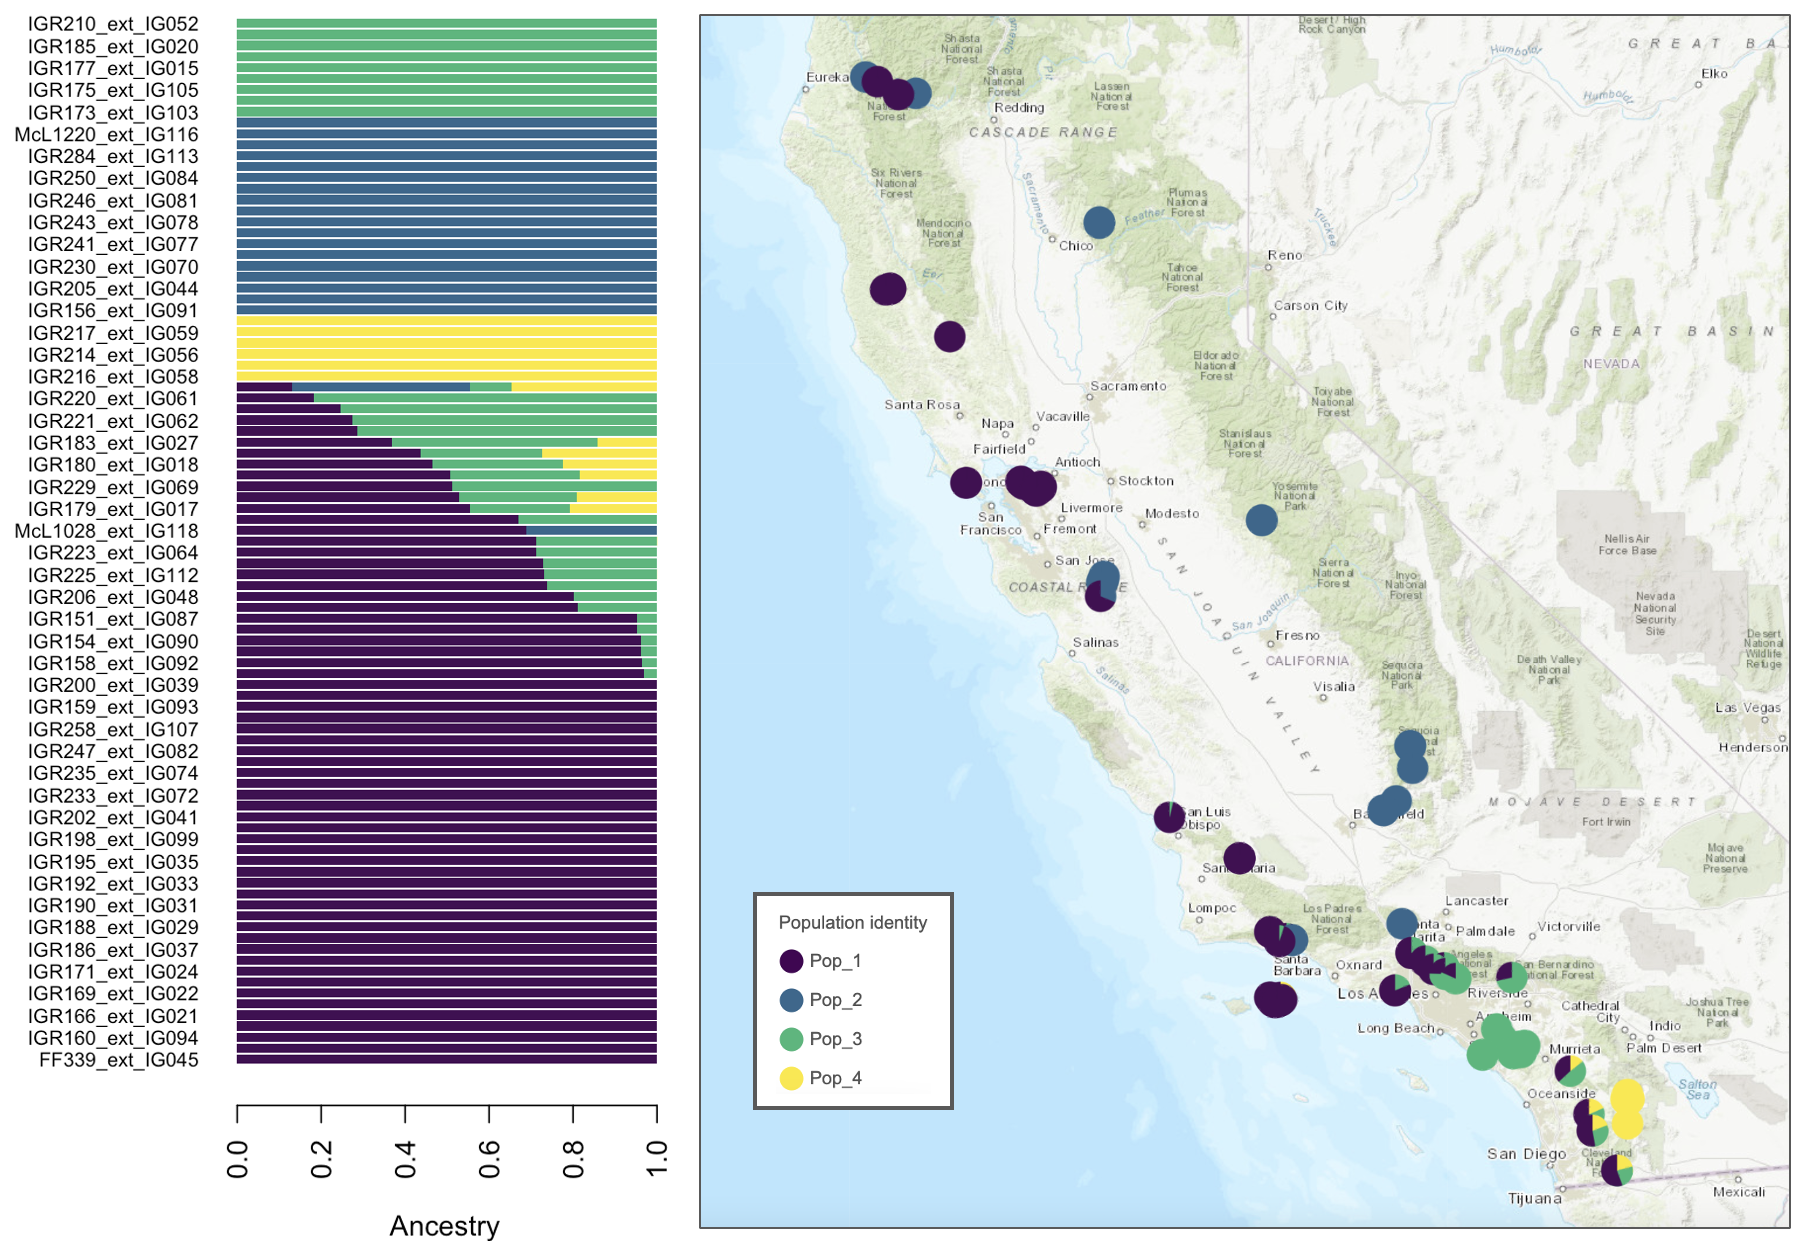 IGR210_ext_IG052
IGR185_ext_IG020
IGR177_ext_IG015
IGR175_ext_IG105
IGR173_ext_IG103
McL1220_ext_IG116
IGR284_ext_IG113
IGR250_ext_IG084
IGR246_ext_IG081
IGR243_ext_IG078
IGR241_ext_IG077
IGR230_ext_IG070
IGR205_ext_IG044
IGR156_ext_IG091
IGR217_ext_IG059
IGR214_ext_IG056
IGR216_ext_IG058
IGR220_ext_IG061
IGR221_ext_IG062
IGR183_ext_IG027
IGR180_ext_IG018
IGR229_ext_IG069
IGR179_ext_IG017
McL1028_ext_IG118
IGR223_ext_IG064
IGR225_ext_IG112
IGR206_ext_IG048
IGR151_ext_IG087
IGR154_ext_IG090
IGR158_ext_IG092
IGR200_ext_IG039
IGR159_ext_IG093
IGR258_ext_IG107
IGR247_ext_IG082
IGR235_ext_IG074
IGR233_ext_IG072
IGR202_ext_IG041
IGR198_ext_IG099
IGR195_ext_IG035
IGR192_ext_IG033
IGR190_ext_IG031
IGR188_ext_IG029
IGR186_ext_IG037
IGR171_ext_IG024
IGR169_ext_IG022
IGR166_ext_IG021
IGR160_ext_IG094
FF339_ext_IG045
0.0 0.2 0.4 0.6 0.8 1.0
Ancestry
Desert / High
Rock Canyon
GREAT BA
Humboldt
Elko
Humboldt
Shasta
National
Forest
Pit
Shasta
National
Forest
Lassen
National
Forest
Eureka
Forest
Redding
CASCADE RANGE
Six Rivers
National
Forest
Sacramento
Plumas
National
Forest
Feather
Mendocino
National
Forest
Chico
Truckee
Reno
Eel
Tahoe
National
Forest
Carson City
GREAT BASIN
NEVADA
Eldorado
National
Forest
Sacramento
Toiyabe
National
Forest
Santa Rosa
Napa
Vacaville
Fairfield
Stanislaus
National
Forest
Antioch
Stockton
Yosemite
National
Park
San
Francisco
Livermore
Fremont
Modesto
San Jose
COASTAL R E
SAN JOAQUIN VALLEY
Sierra
National
Forest
Inyo
National
Forest
Nellis Air
Force Base
Nevada
National
Security
Site
Desert
National
Wildlife
Refuge
San Joaquin
Fresno
CALIFORNIA
Salinas
Salinas
Sequoia
National
Park
Death Valley
National
Park
Visalia
Las Vegas
Henderson
MOJAVE DESERT
Fort Irwin
Mojave
National
Preserve
an Luis
Obispo
Lompoc
Los Padres
National
Forest
Lancaster
Palmdale
Victorville
Santa
Barbara
Oxnard
San Bernardino
National Forest
Riverside
Long Beach
Cathedral
City
Indio
Palm Desert
Joshua Tree
National
Park
Murrieta
Oceanside
Salton
Sea
San Diego
Cleveland
Tijuana
Mexicali
Population identity
Pop_1
Pop_2
Pop_3
Pop_4